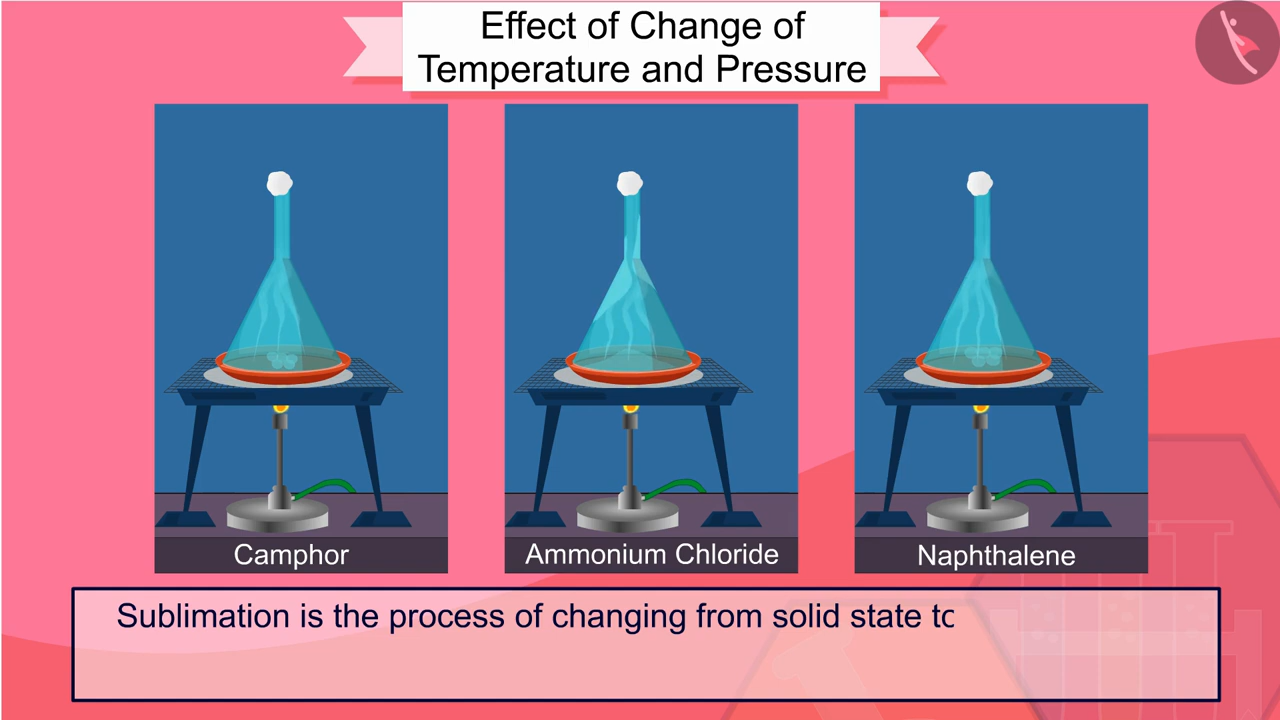 Effect of Change of
Temperature and Pressure
Camphor
Ammonium Chloride
Naphthalene
Sublimation is the process of changing from solid state to